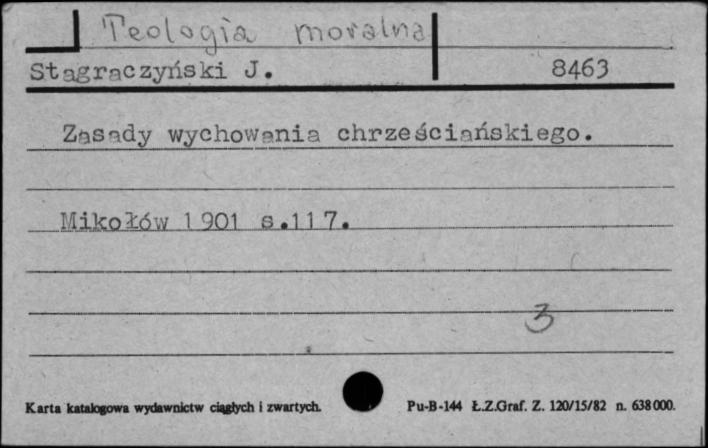 Teologia moralna
Stagraczyński J. 8463
Zasady wychowania chrześciańskiego.
Mikołów 1901 s.117.
3
Karta katalogowa wydawnictw ciągłych i zwartych. Pu-B-144 Ł.Z.Graf. Z. 120/15/82 n. 638000.